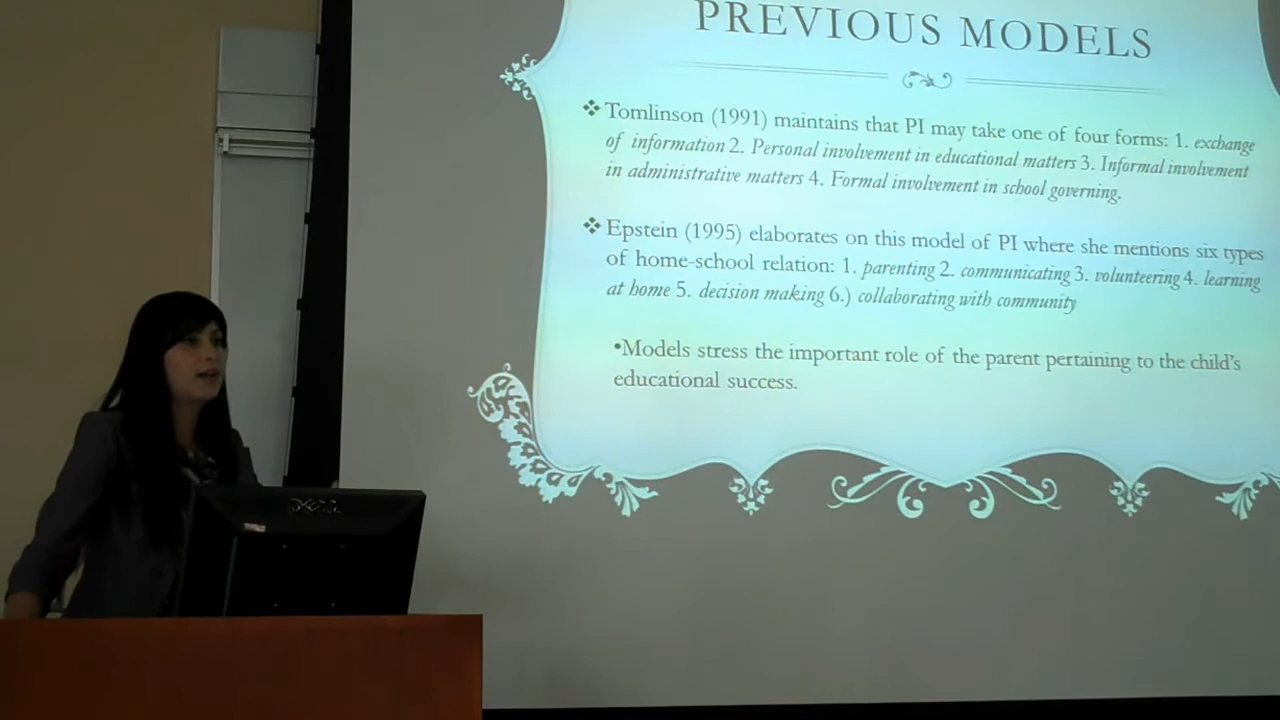 PREVIOUS MODELS
❖Tomlinson (1991) maintains that PI may take one of four forms: 1. exchange
of information 2. Personal involvement in educational matters 3. Informal involvement
in administrative matters 4. Formal involvement in school governing.
❖Epstein (1995) elaborates on this model of PI where she mentions six types
of home-school relation: 1. parenting 2. communicating 3. volunteering 4. learning
at home 5. decision making 6.) collaborating with community
•Models stress the important role of the parent pertaining to the child's
educational success.
DELL